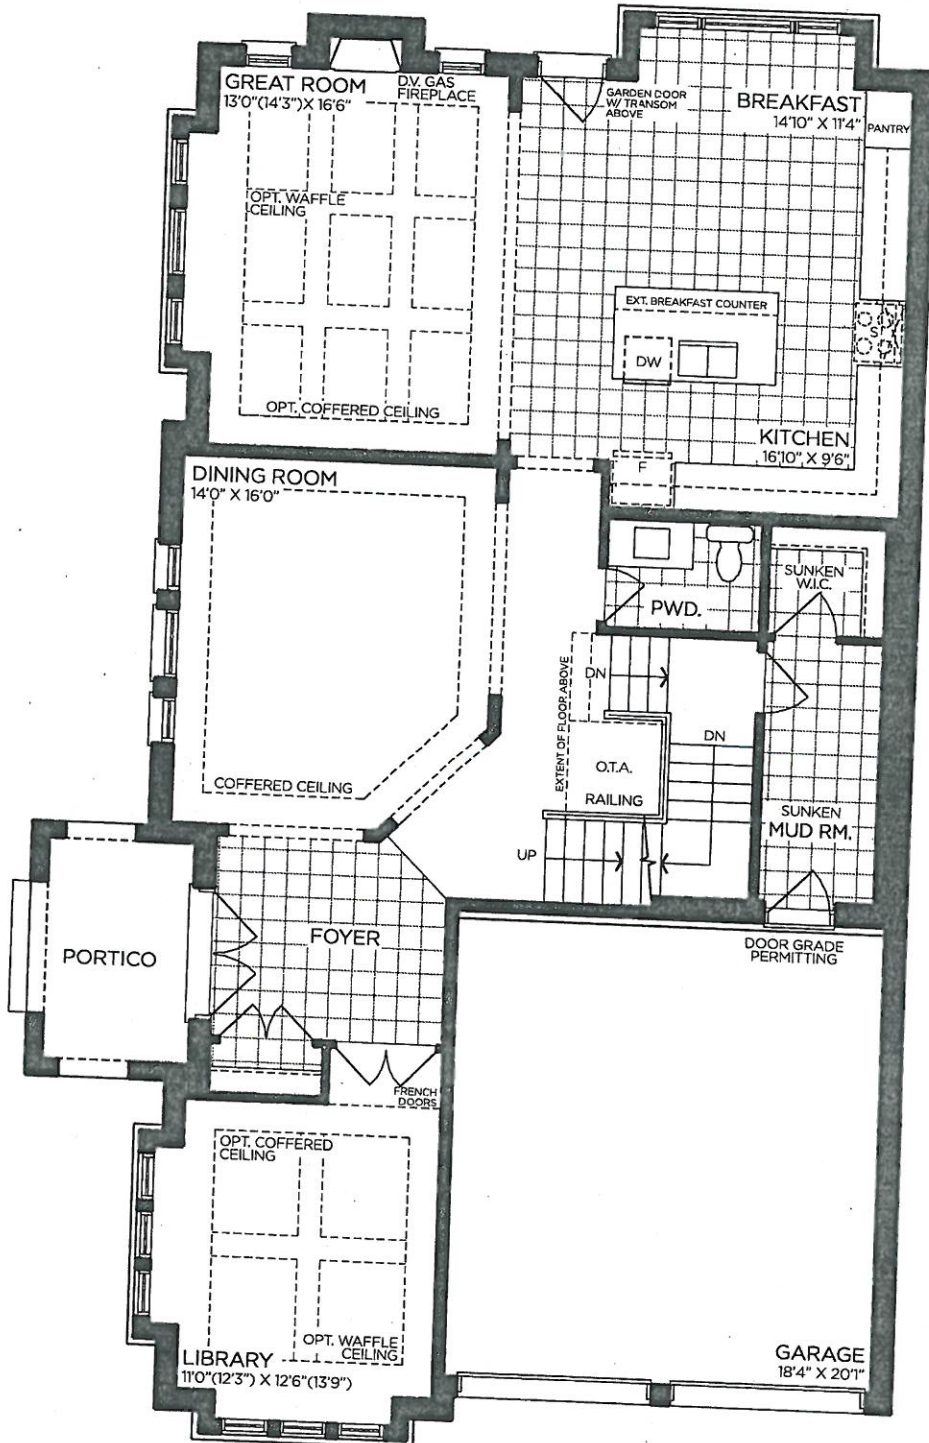 GREAT ROOM
13'0"(14'3") X 16'6"
D.V. GAS
FIREPLACE
GARDEN DOOR
W/ TRANSOM
ABOVE
BREAKFAST
14'10" X 11'4"
PANTRY
OPT. WAFFLE
CEILING
EXT. BREAKFAST COUNTER
DW
S
OPT. COFFERED CEILING
KITCHEN
16'10" X 9'6"
F
DINING ROOM
14'0" X 16'0"
SUNKEN
W.I.C.
PWD.
EXTENT OF FLOOR ABOVE
DN
DN
O.T.A.
RAILING
COFFERED CEILING
SUNKEN
MUD RM.
UP
FOYER
PORTICO
DOOR GRADE
PERMITTING
FRENCH
DOORS
OPT. COFFERED
CEILING
OPT. WAFFLE
CEILING
LIBRARY
11'0"(12'3") X 12'6"(13'9")
GARAGE
18'4" X 20'1"